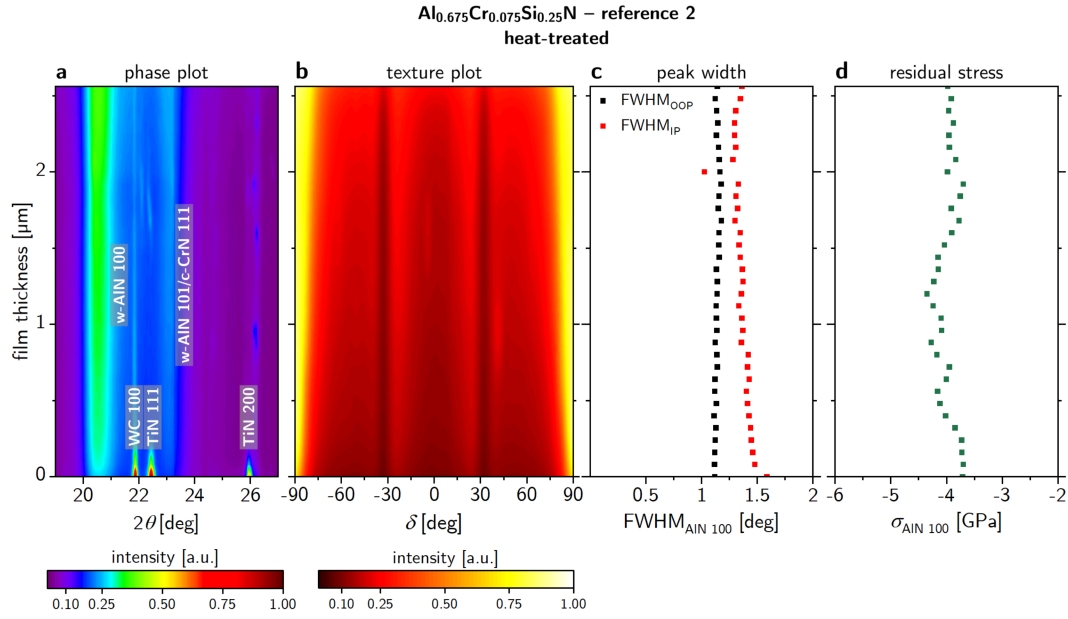 Al0.675Cr0.075Si0.25N – reference 2
heat-treated
a phase plot
b texture plot
c peak width
d residual stress
film thickness [µm]
2
1
0
w-AlN 100
WC 100
TiN 111
w-AlN 101/c-CrN 111
TiN 200
20 22 24 26
2θ [deg]
-90 -60 -30 0 30 60 90
δ [deg]
FWHMOOP
FWHMIP
0.5 1 1.5 2
FWHMAlN 100 [deg]
-6 -5 -4 -3 -2
σAlN 100 [GPa]
intensity [a.u.]
0.10 0.25 0.50 1.00
intensity [a.u.]
0.10 0.25 0.50 1.00